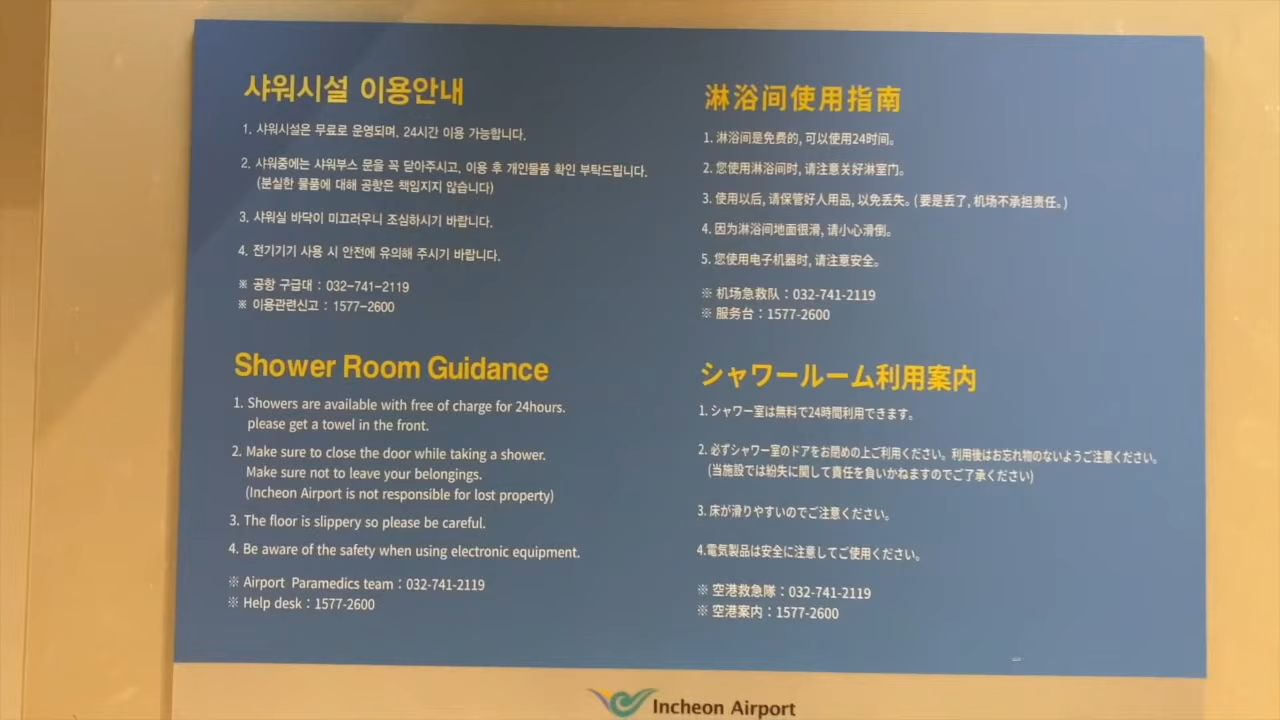 샤워시설 이용안내
1. 샤워시설은 무료로 운영되며, 24시간 이용 가능합니다.
2. 샤워중에는 샤워부스 문을 꼭 닫아주시고, 이용 후 개인물품 확인 부탁드립니다.
(분실한 물품에 대해 공항은 책임지지 않습니다)
3. 샤워실 바닥이 미끄러우니 조심하시기 바랍니다.
4. 전기기기 사용 시 안전에 유의해 주시기 바랍니다.
※ 공항 구급대 : 032-741-2119
※ 이용관련신고 : 1577-2600
淋浴间使用指南
1. 淋浴间是免费的, 可以使用24时间。
2. 您使用淋浴间时, 请注意关好淋室门。
3. 使用以后, 请保管好人用品, 以免丢失。(要是丢了, 机场不承担责任。)
4. 因为淋浴间地面很滑, 请小心滑倒。
5. 您使用电子机器时, 请注意安全。
※ 机场急救队 : 032-741-2119
※ 服务台 : 1577-2600
Shower Room Guidance
1. Showers are available with free of charge for 24hours.
please get a towel in the front.
2. Make sure to close the door while taking a shower.
Make sure not to leave your belongings.
(Incheon Airport is not responsible for lost property)
3. The floor is slippery so please be careful.
4. Be aware of the safety when using electronic equipment.
※ Airport Paramedics team : 032-741-2119
※ Help desk : 1577-2600
シャワールーム利用案内
1. シャワー室は無料で24時間利用できます。
2. 必ずシャワー室のドアをお閉めの上ご利用ください。利用後はお忘れ物のないようご注意ください。
(当施設では紛失に関して責任を負いかねますのでご了承ください)
3. 床が滑りやすいのでご注意ください。
4.電気製品は安全に注意してご使用ください。
※ 空港救急隊 : 032-741-2119
※ 空港案内 : 1577-2600
Incheon Airport